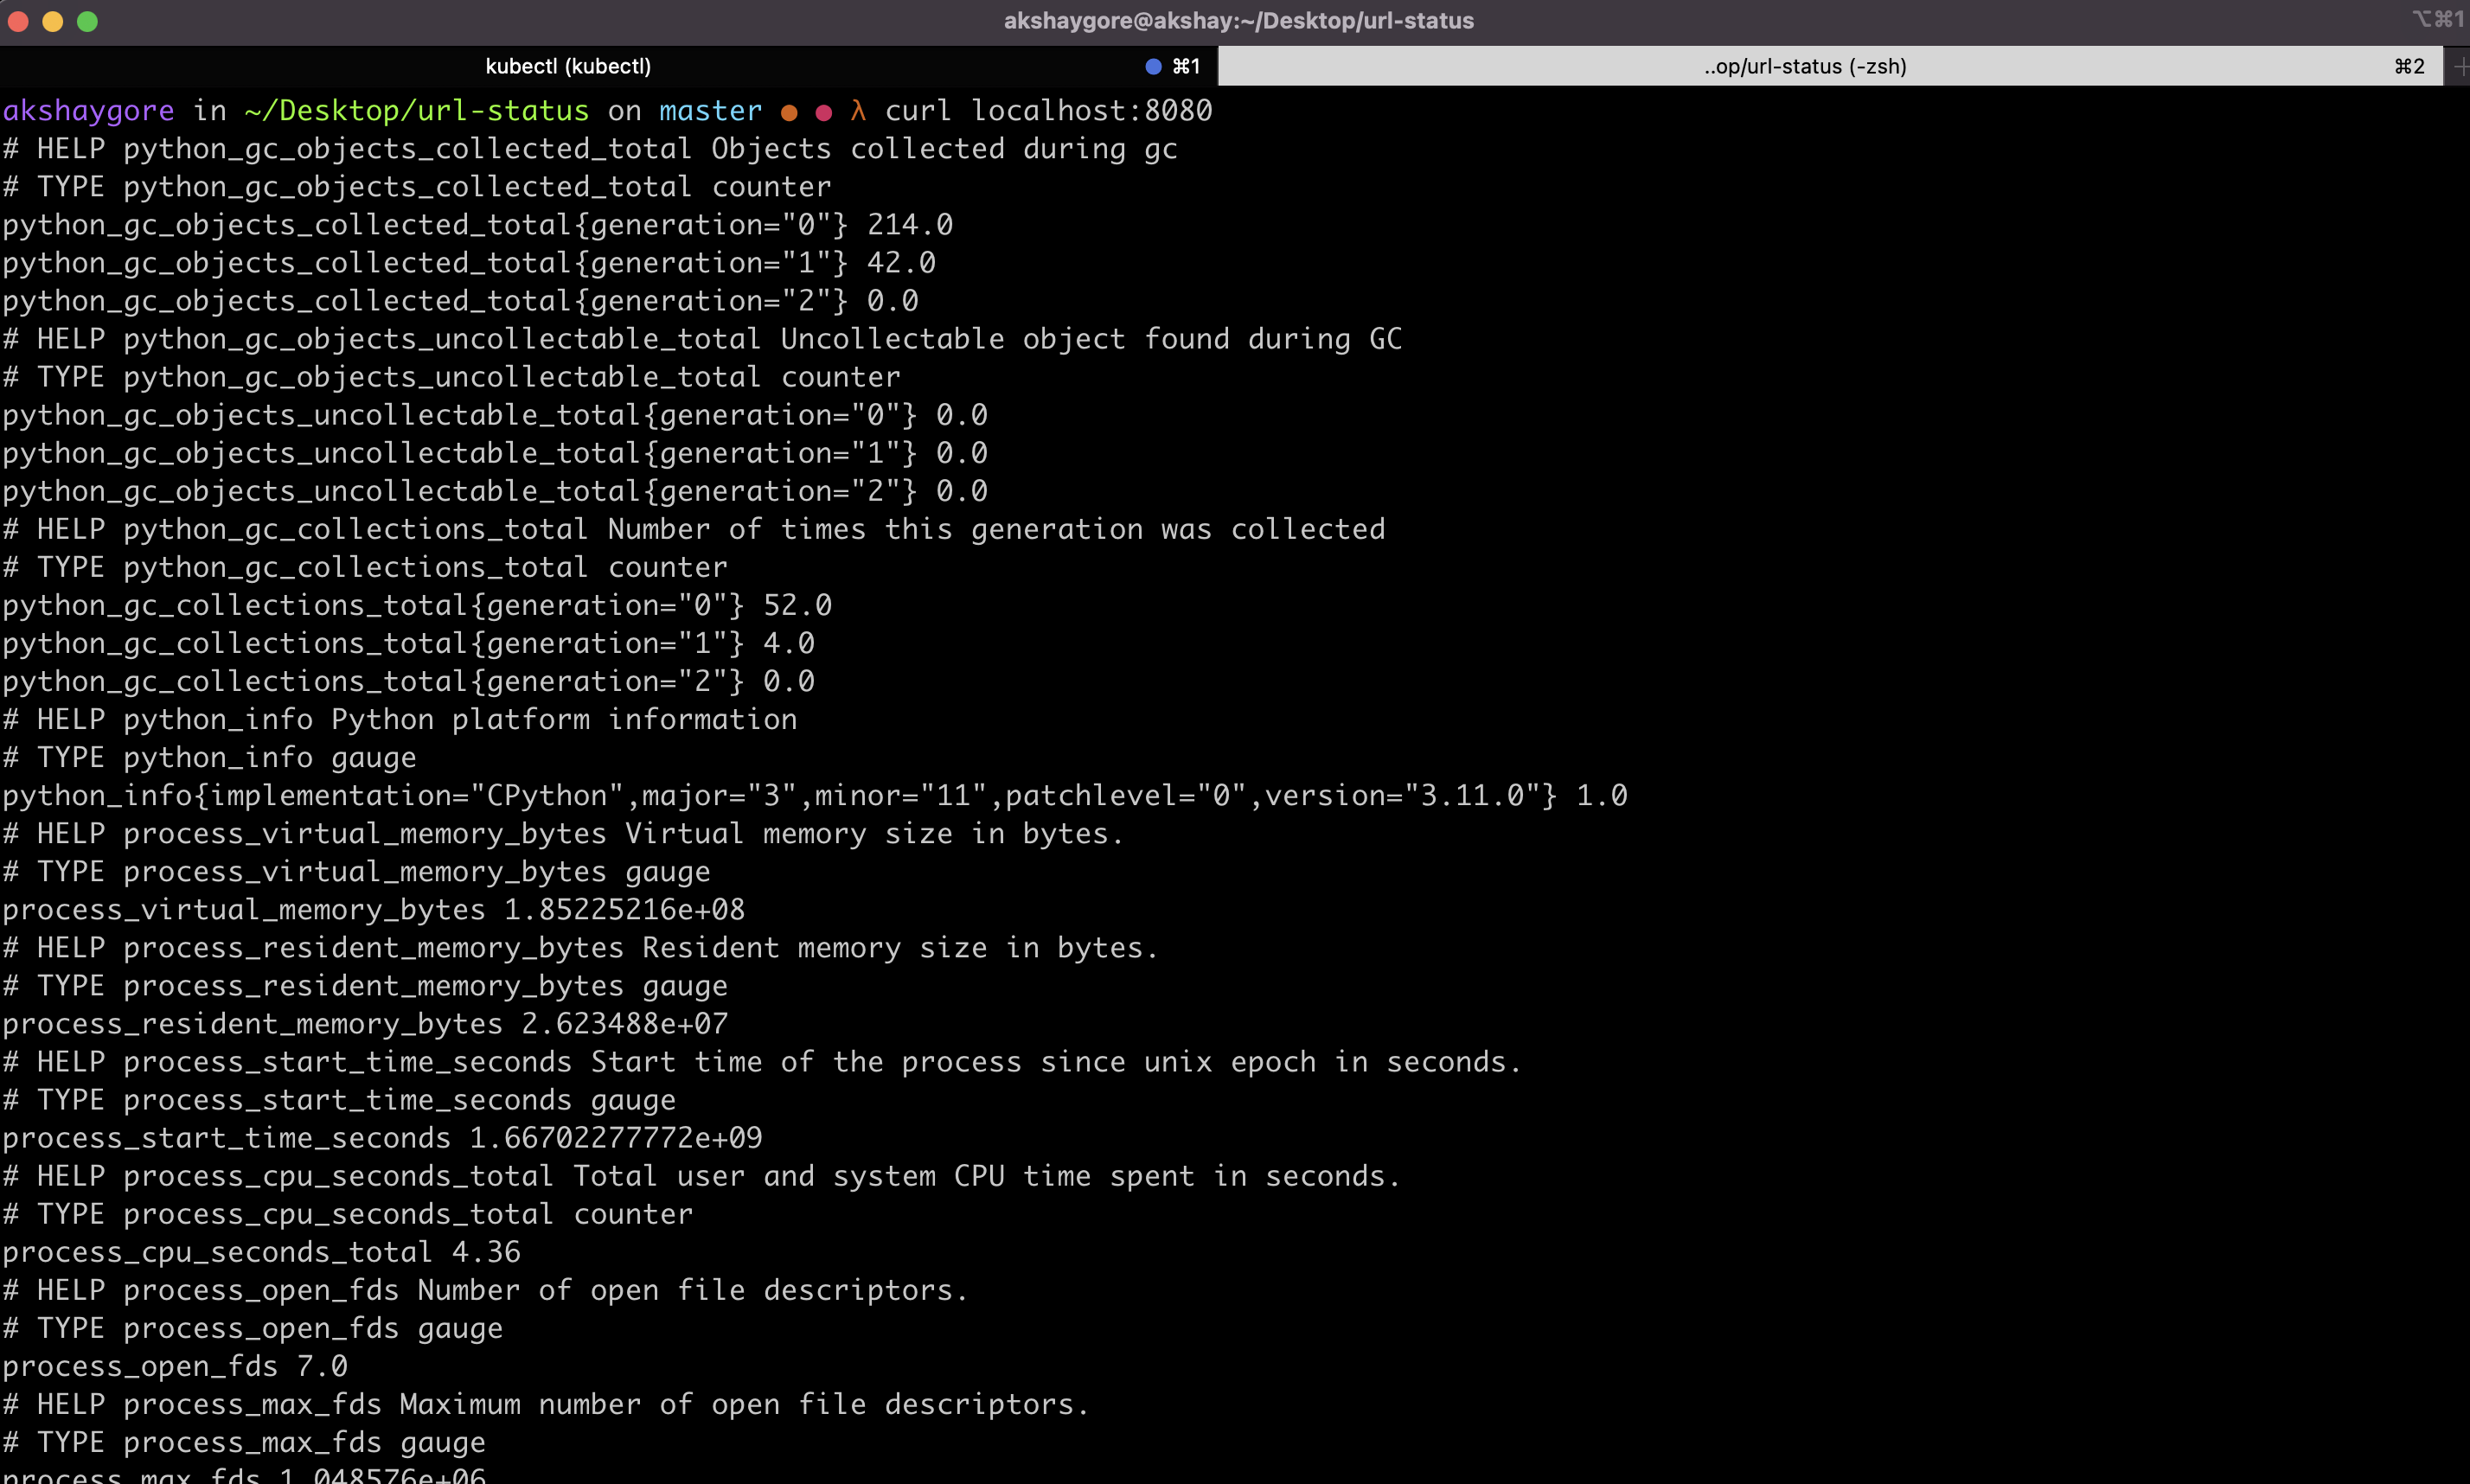 akshaygore@akshay:~/Desktop/url-status
⌥⌘1
kubectl (kubectl)
⌘1
..op/url-status (-zsh)
⌘2
akshaygore in ~/Desktop/url-status on master ● ● λ curl localhost:8080
# HELP python_gc_objects_collected_total Objects collected during gc
# TYPE python_gc_objects_collected_total counter
python_gc_objects_collected_total{generation="0"} 214.0
python_gc_objects_collected_total{generation="1"} 42.0
python_gc_objects_collected_total{generation="2"} 0.0
# HELP python_gc_objects_uncollectable_total Uncollectable object found during GC
# TYPE python_gc_objects_uncollectable_total counter
python_gc_objects_uncollectable_total{generation="0"} 0.0
python_gc_objects_uncollectable_total{generation="1"} 0.0
python_gc_objects_uncollectable_total{generation="2"} 0.0
# HELP python_gc_collections_total Number of times this generation was collected
# TYPE python_gc_collections_total counter
python_gc_collections_total{generation="0"} 52.0
python_gc_collections_total{generation="1"} 4.0
python_gc_collections_total{generation="2"} 0.0
# HELP python_info Python platform information
# TYPE python_info gauge
python_info{implementation="CPython",major="3",minor="11",patchlevel="0",version="3.11.0"} 1.0
# HELP process_virtual_memory_bytes Virtual memory size in bytes.
# TYPE process_virtual_memory_bytes gauge
process_virtual_memory_bytes 1.85225216e+08
# HELP process_resident_memory_bytes Resident memory size in bytes.
# TYPE process_resident_memory_bytes gauge
process_resident_memory_bytes 2.623488e+07
# HELP process_start_time_seconds Start time of the process since unix epoch in seconds.
# TYPE process_start_time_seconds gauge
process_start_time_seconds 1.66702277772e+09
# HELP process_cpu_seconds_total Total user and system CPU time spent in seconds.
# TYPE process_cpu_seconds_total counter
process_cpu_seconds_total 4.36
# HELP process_open_fds Number of open file descriptors.
# TYPE process_open_fds gauge
process_open_fds 7.0
# HELP process_max_fds Maximum number of open file descriptors.
# TYPE process_max_fds gauge
process_max_fds 1.048576e+06